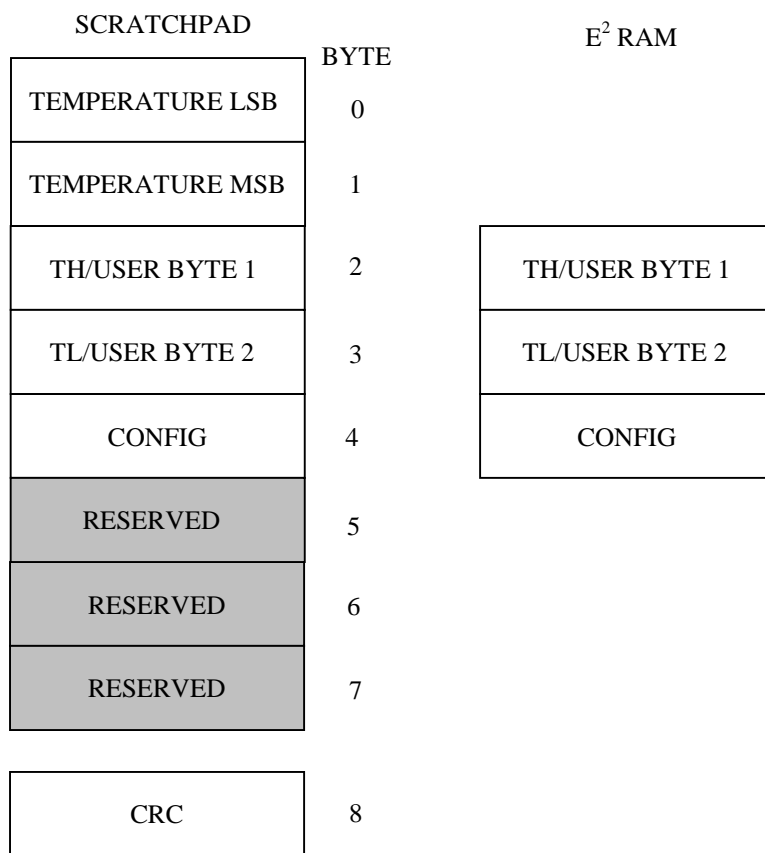 SCRATCHPAD BYTE E² RAM
TEMPERATURE LSB 0
TEMPERATURE MSB 1
TH/USER BYTE 1 2 TH/USER BYTE 1
TL/USER BYTE 2 3 TL/USER BYTE 2
CONFIG 4 CONFIG
RESERVED 5
RESERVED 6
RESERVED 7
CRC 8